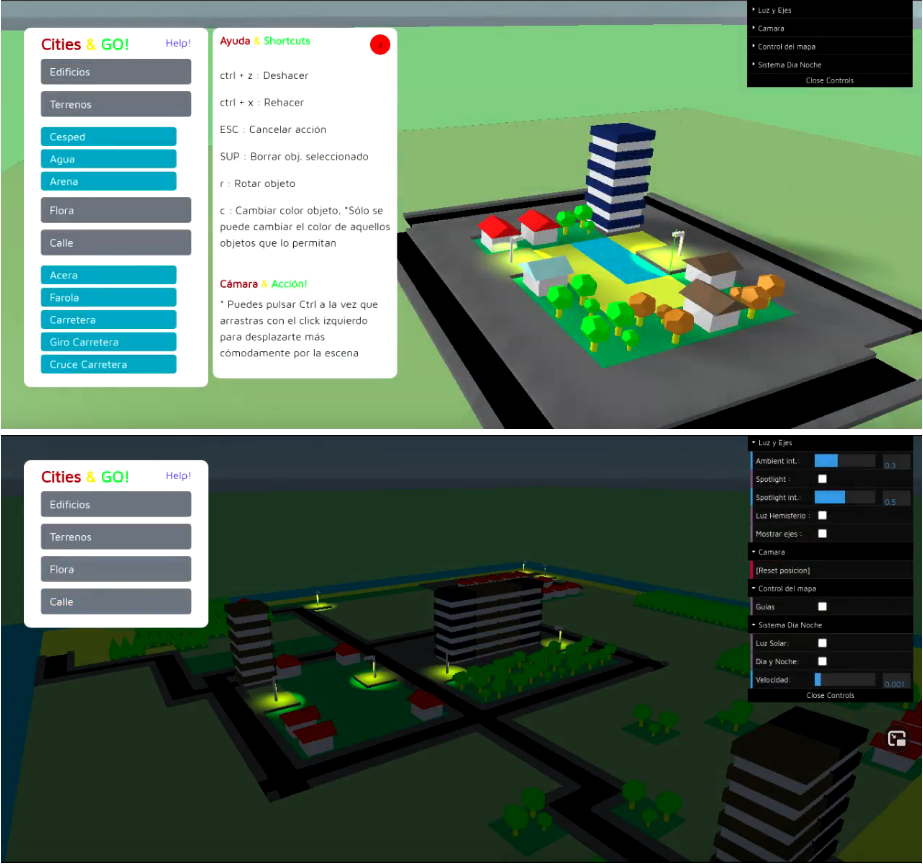 Cities & GO!
Help!
Edificios
Terrenos
Cesped
Agua
Arena
Flora
Calle
Acera
Farola
Carretera
Giro Carretera
Cruce Carretera
Ayuda & Shortcuts
x
ctrl + z : Deshacer
ctrl + x : Rehacer
ESC : Cancelar acción
SUP : Borrar obj. seleccionado
r : Rotar objeto
c : Cambiar color objeto. *Sólo se
puede cambiar el color de aquellos
objetos que lo permitan
Cámara & Acción!
* Puedes pulsar Ctrl a la vez que
arrastras con el click izquierdo
para desplazarte más
cómodamente por la escena
Luz y Ejes
Camara
Control del mapa
Sistema Dia Noche
Close Controls
Cities & GO!
Help!
Edificios
Terrenos
Flora
Calle
Luz y Ejes
Ambient int.: 0.3
Spotlight :
Spotlight int.: 0.5
Luz Hemisferio :
Mostrar ejes :
Camara
[Reset posicion]
Control del mapa
Guias
Sistema Dia Noche
Luz Solar:
Dia y Noche:
Velocidad: 0.001
Close Controls